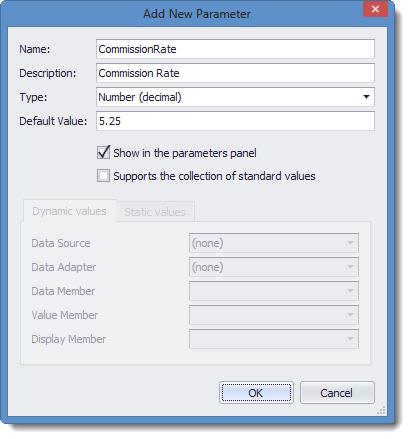 Add New Parameter
Name: CommissionRate
Description: Commission Rate
Type: Number (decimal)
Default Value: 5.25
Show in the parameters panel
Supports the collection of standard values
Dynamic values Static values
Data Source (none)
Data Adapter (none)
Data Member
Value Member
Display Member
OK Cancel